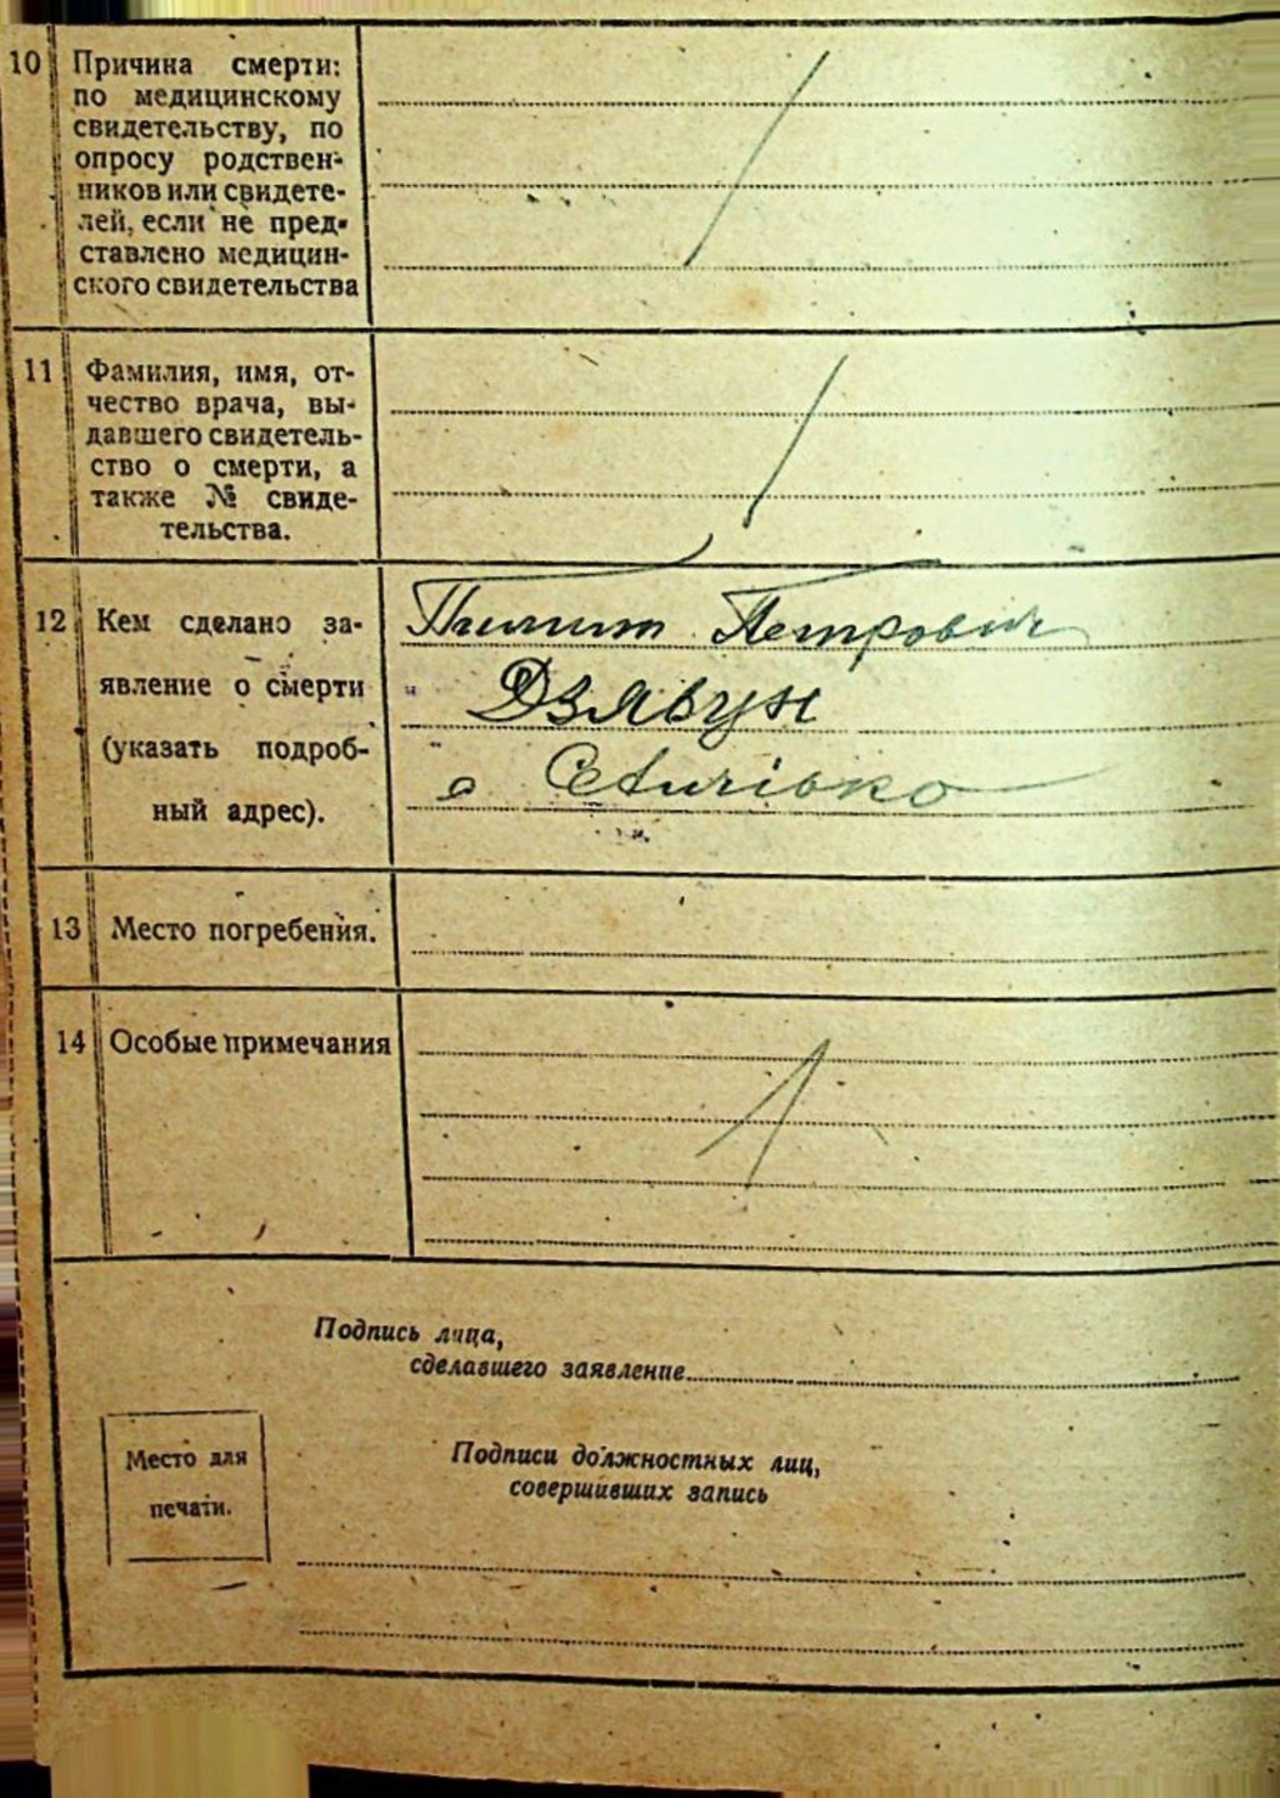 10 Причина смерти:
по медицинскому
свидетельству, по
опросу родствен-
ников или свидете-
лей, если не пред-
ставлено медицин-
ского свидетельства
11 Фамилия, имя, от-
чество врача, вы-
давшего свидетель-
ство о смерти, а
также № свиде-
тельства.
12 Кем сделано за-
явление о смерти
(указать подроб-
ный адрес).
Пилип Петрович
Дзявун
13 Место погребения.
14 Особые примечания
Подпись лица,
сделавшего заявление
Место для
печати.
Подписи должностных лиц,
совершивших запись